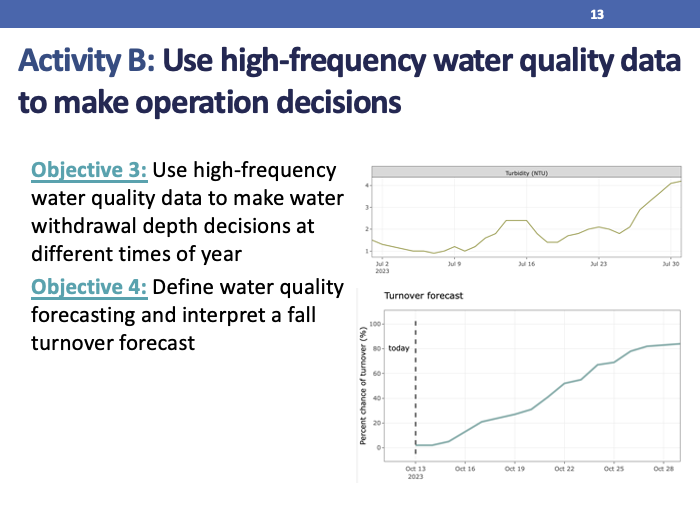 13
Activity B: Use high-frequency water quality data
to make operation decisions
Objective 3: Use high-frequency
water quality data to make water
withdrawal depth decisions at
different times of year
Objective 4: Define water quality
forecasting and interpret a fall
turnover forecast
Turbidity (NTU)
4
3
2
1
Jul 2 Jul 9 Jul 16 Jul 23 Jul 30
2023
Turnover forecast
Percent chance of turnover (%)
100
80
60
40
20
0
today
Oct 13 Oct 16 Oct 19 Oct 22 Oct 25 Oct 28
2023